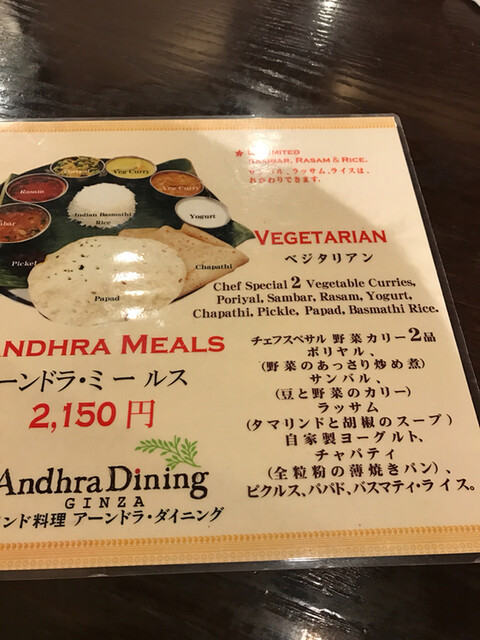 Veg Curry
Veg Curry
Rasam
Indian Basmathi
Rice
Yogurt
Pickel
Chapathi
Papad
★ UNLIMITED
SAMBAR, RASAM & RICE.
サンバル、ラッサム、ライスは、
おかわりできます。
VEGETARIAN
ベジタリアン
Chef Special 2 Vegetable Curries,
Poriyal, Sambar, Rasam, Yogurt,
Chapathi, Pickle, Papad, Basmathi Rice.
ANDHRA MEALS
ーンドラ・ミールス
2,150 円
チェフスペサル 野菜カリー2品
ポリヤル、
(野菜のあっさり炒め煮)
サンバル、
(豆と野菜のカリー)
ラッサム
(タマリンドと胡椒のスープ)
自家製ヨーグルト、
チャパティ
(全粒粉の薄焼きパン)、
ピクルス、パパド、バスマティ・ライス。
Andhra Dining
GINZA
ンド料理 アーンドラ・ダイニング